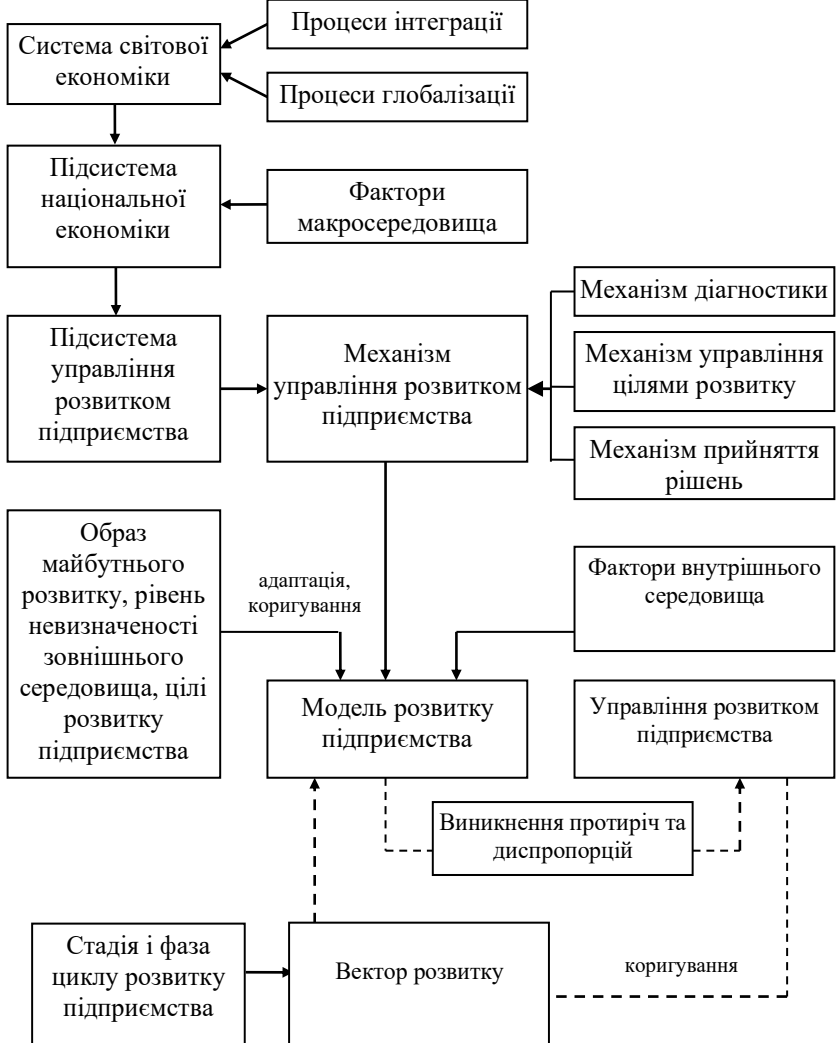 Процеси інтеграції
Система світової
економіки
Процеси глобалізації
Підсистема
національної
економіки
Фактори
макросередовища
Механізм діагностики
Підсистема
управління
розвитком
підприємства
Механізм
управління розвитком
підприємства
Механізм управління
цілями розвитку
Механізм прийняття
рішень
Образ
майбутнього
розвитку, рівень
невизначеності
зовнішнього
середовища, цілі
розвитку
підприємства
адаптація,
коригування
Фактори внутрішнього
середовища
Модель розвитку
підприємства
Управління розвитком
підприємства
Виникнення протиріч та
диспропорцій
Стадія і фаза
циклу розвитку
підприємства
Вектор розвитку
коригування